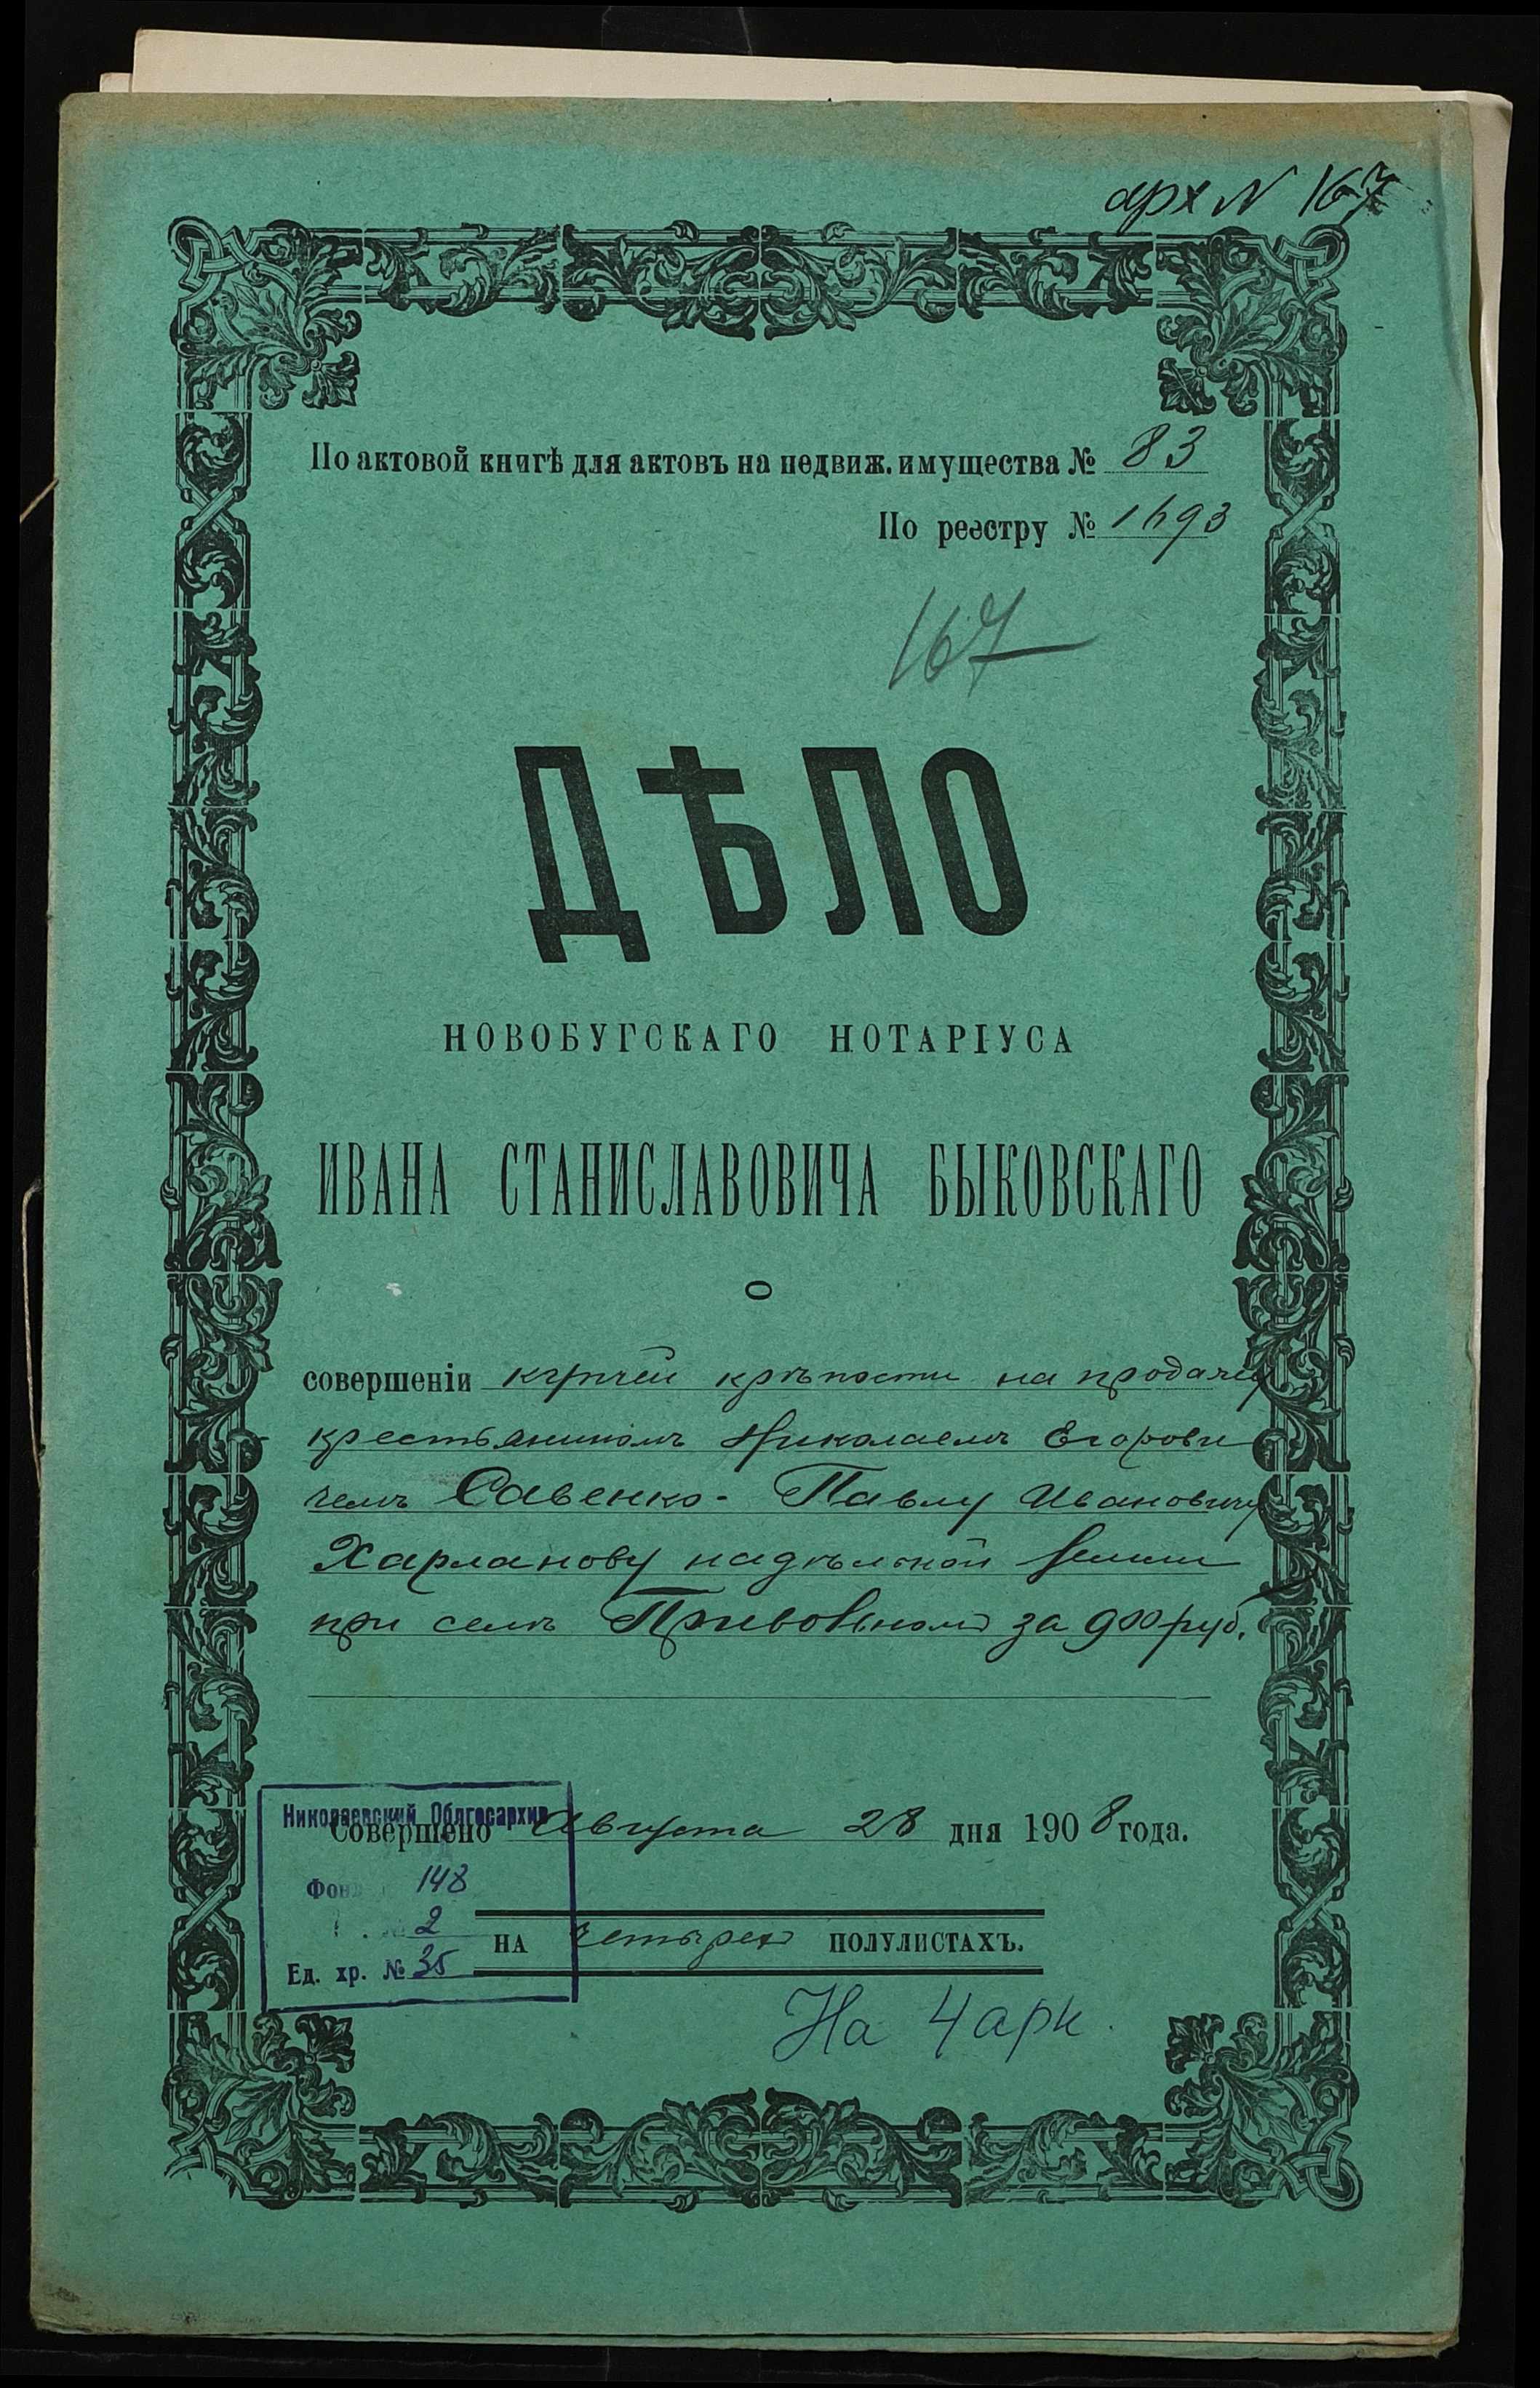 арх N 167
По актовой книгѣ для актовъ на недвиж. имущества № 83
По реестру № 1693
167
ДѢЛО
НОВОБУГСКАГО НОТАРІУСА
ИВАНА СТАНИСЛАВОВИЧА БЫКОВСКАГО
О
совершеніи купчей крѣпости на продажу
крестьяниномъ Николаемъ Егорови
чемъ Савенко - Павлу Ивановичу
Харланову надѣльной земли
при селѣ Привольномъ за 900 руб.
Николаевский Облгосархив
Совершено Августа 28 дня 1908 года.
Фонд 148
№ 2
НА четырехъ ПОЛУЛИСТАХЪ.
Ед. хр. № 35
На 4 арк.